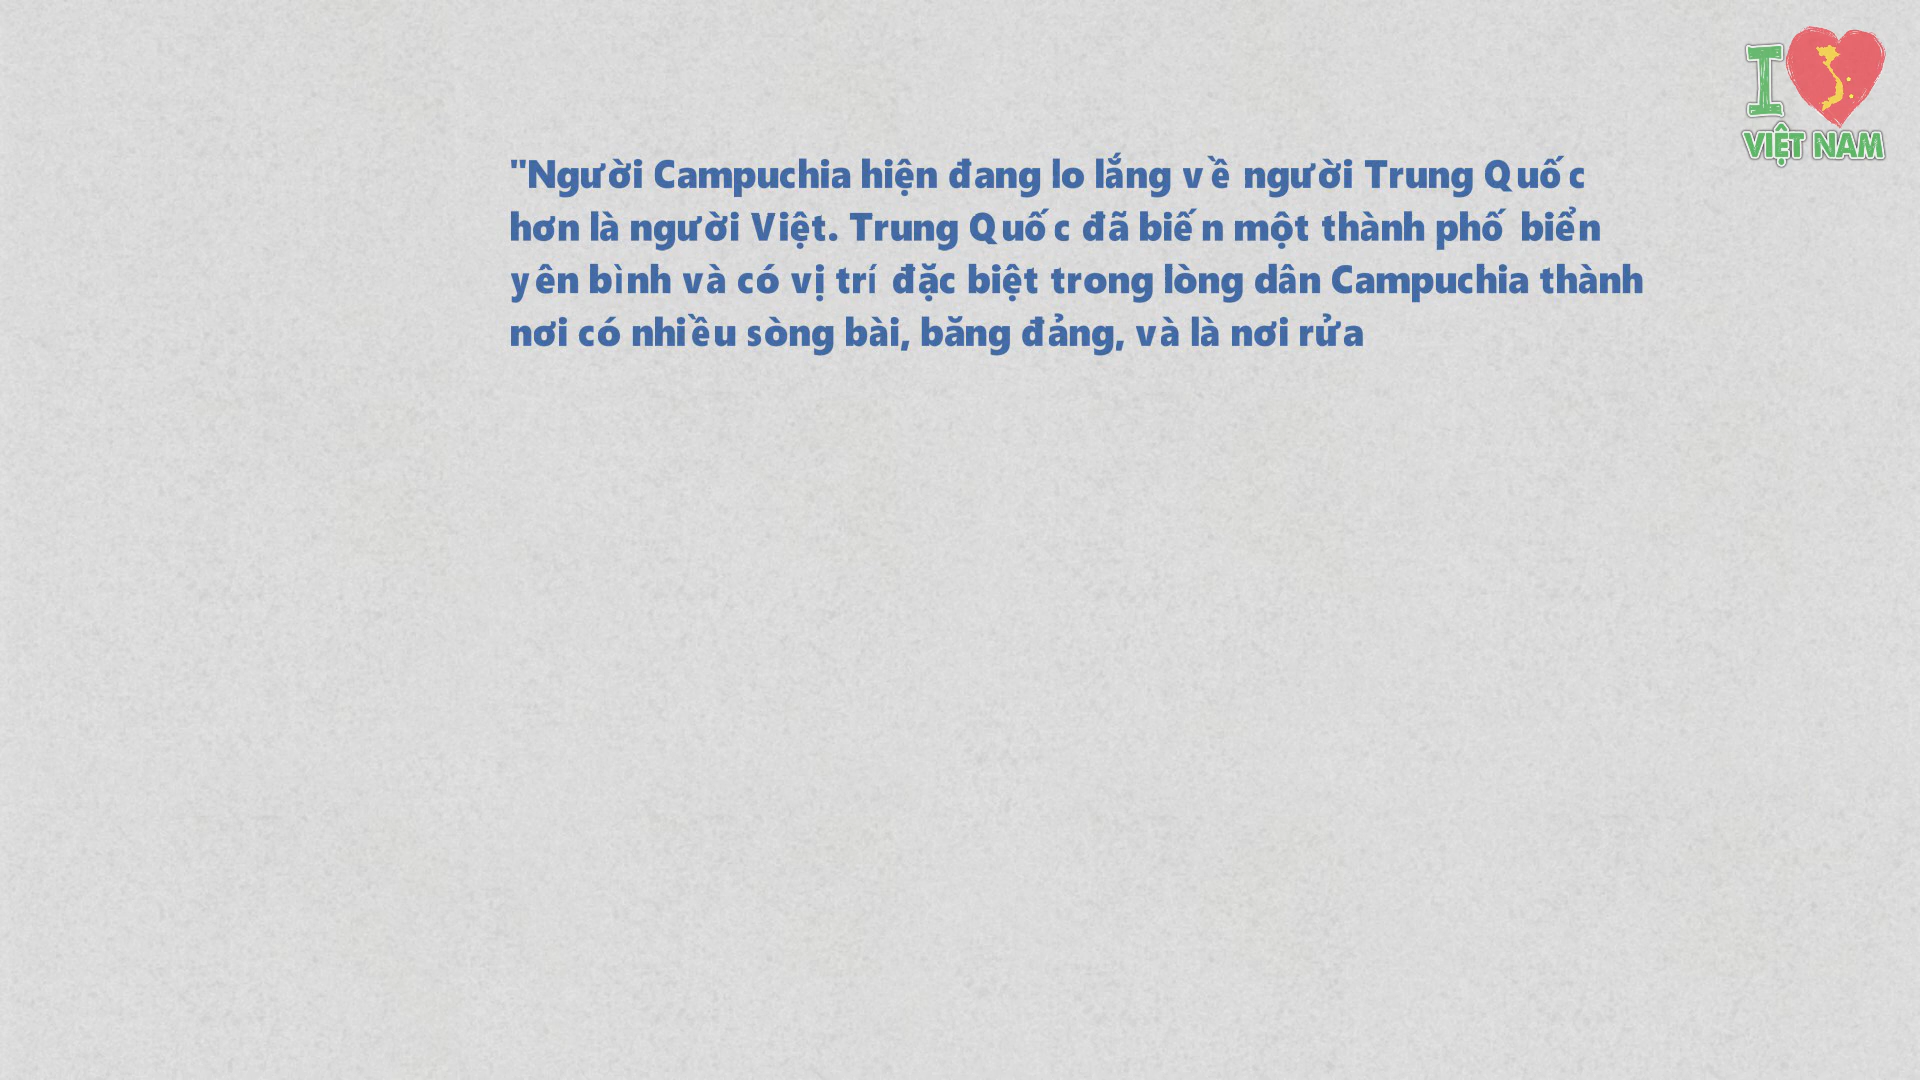 I
VIỆT NAM
"Người Campuchia hiện đang lo lắng về người Trung Quốc
hơn là người Việt. Trung Quốc đã biến một thành phố biển
yên bình và có vị trí đặc biệt trong lòng dân Campuchia thành
nơi có nhiều sòng bài, băng đảng, và là nơi rửa